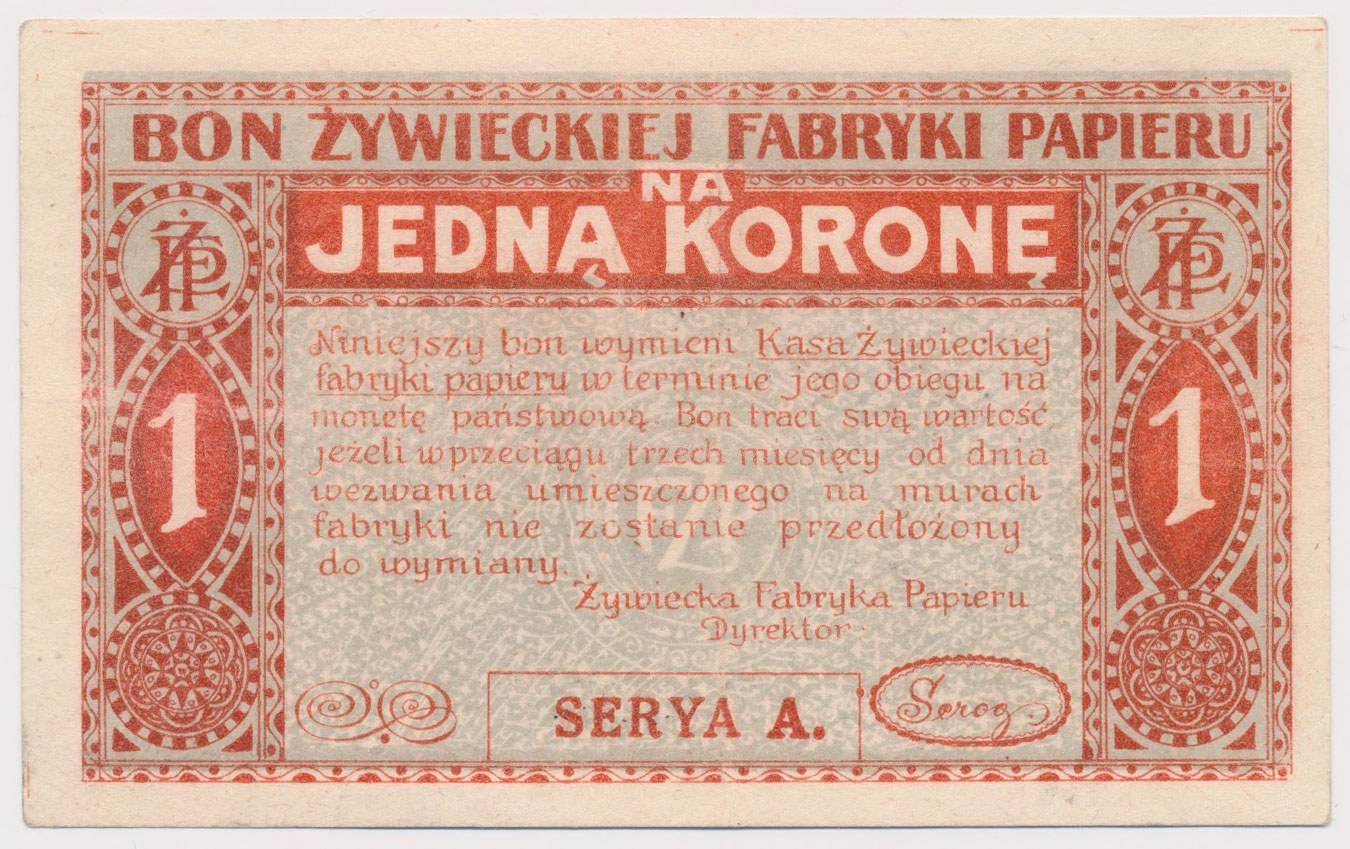 BON ŻYWIECKIEJ FABRYKI PAPIERU
NA
JEDNĄ KORONĘ
ŻFP
ŻFP
1
1
Niniejszy bon wymieni Kasa Żywieckiej
fabryki papieru w terminie jego obiegu na
monetę państwową. Bon traci swą wartość,
jeżeli w przeciągu trzech miesięcy od dnia
wezwania umieszczonego na murach
fabryki nie zostanie przedłożony
do wymiany.
Żywiecka Fabryka Papieru
Dyrektor
SERYA A.